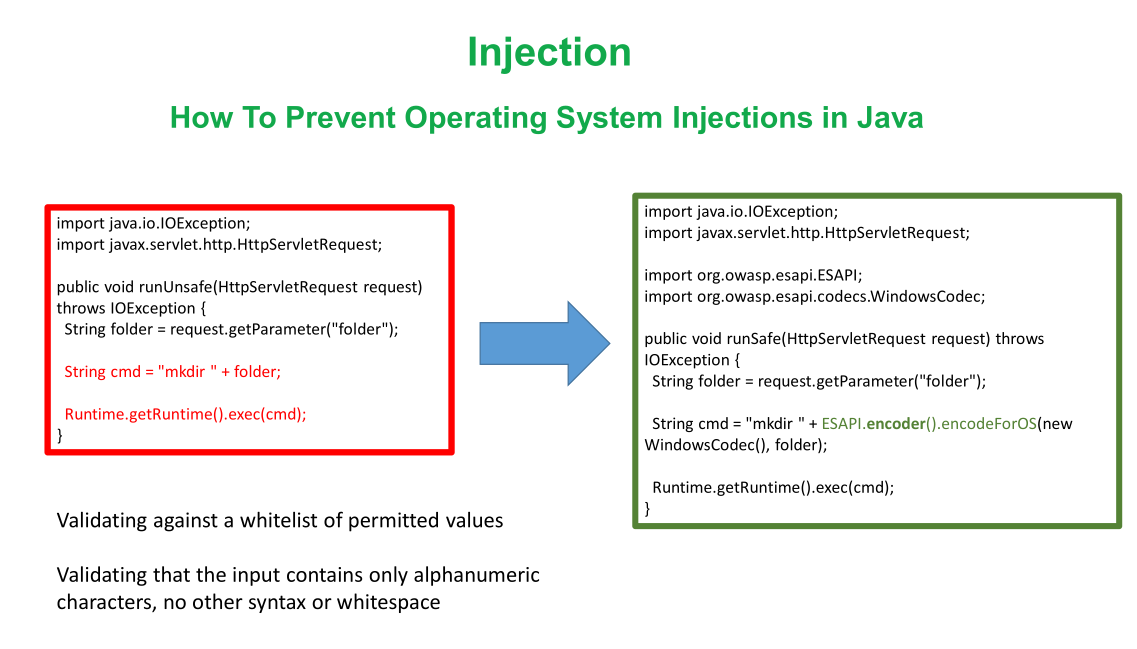 Injection
How To Prevent Operating System Injections in Java
import java.io.IOException;
import javax.servlet.http.HttpServletRequest;
public void runUnsafe(HttpServletRequest request)
throws IOException {
String folder = request.getParameter("folder");
String cmd = "mkdir " + folder;
Runtime.getRuntime().exec(cmd);
}
import java.io.IOException;
import javax.servlet.http.HttpServletRequest;
import org.owasp.esapi.ESAPI;
import org.owasp.esapi.codecs.WindowsCodec;
public void runSafe(HttpServletRequest request) throws
IOException {
String folder = request.getParameter("folder");
String cmd = "mkdir " + ESAPI.encoder().encodeForOS(new
WindowsCodec(), folder);
Runtime.getRuntime().exec(cmd);
}
Validating against a whitelist of permitted values
Validating that the input contains only alphanumeric
characters, no other syntax or whitespace